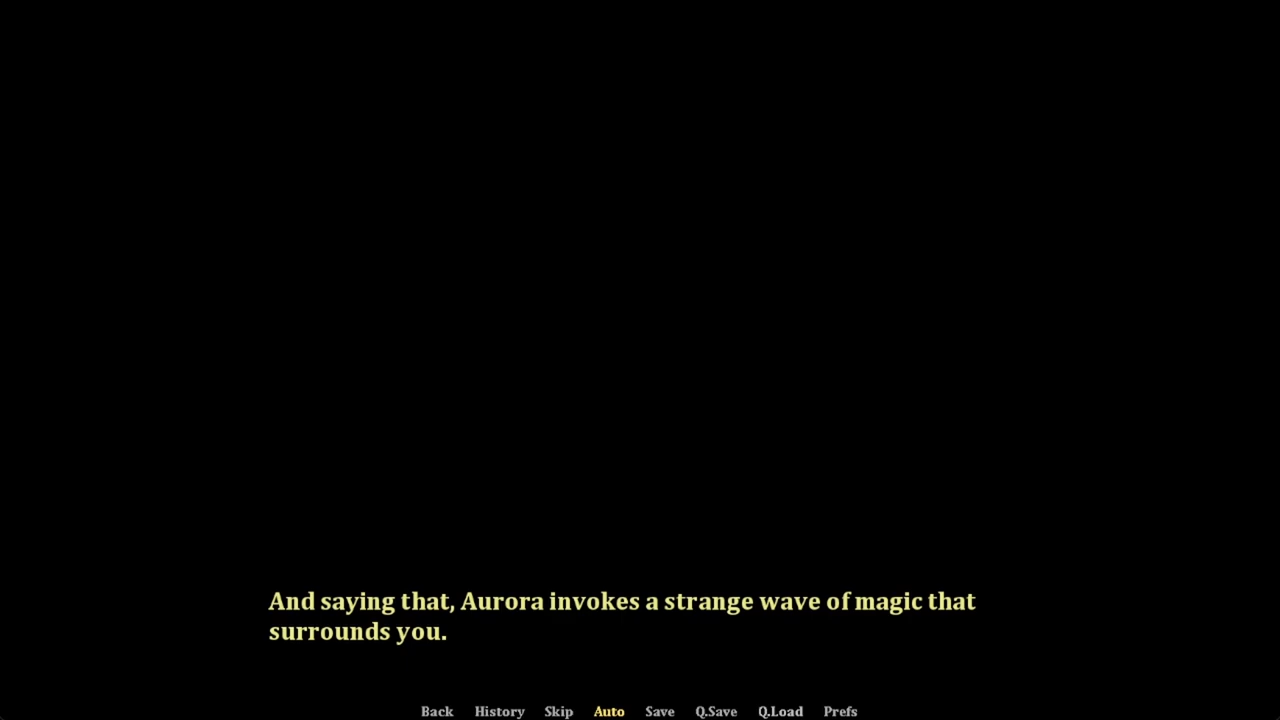 And saying that, Aurora invokes a strange wave of magic that
surrounds you.
Back History Skip Auto Save Q.Save Q.Load Prefs